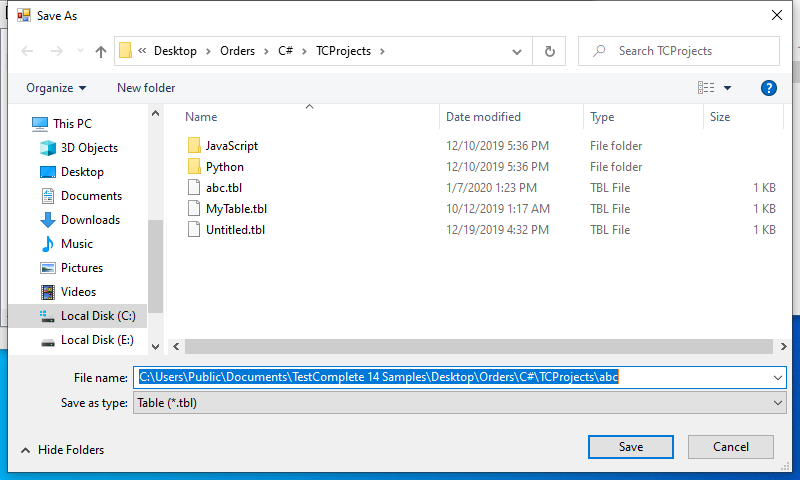 Save As
« Desktop › Orders › C# › TCProjects ›
Search TCProjects
Organize
New folder
?
This PC
3D Objects
Desktop
Documents
Downloads
Music
Pictures
Videos
Local Disk (C:)
Local Disk (E:)
Name Date modified Type Size
JavaScript 12/10/2019 5:36 PM File folder
Python 12/10/2019 5:36 PM File folder
abc.tbl 1/7/2020 1:23 PM TBL File 1 KB
MyTable.tbl 10/12/2019 1:17 AM TBL File 1 KB
Untitled.tbl 12/19/2019 4:32 PM TBL File 1 KB
File name: C:\Users\Public\Documents\TestComplete 14 Samples\Desktop\Orders\C#\TCProjects\abc
Save as type: Table (*.tbl)
Hide Folders
Save
Cancel